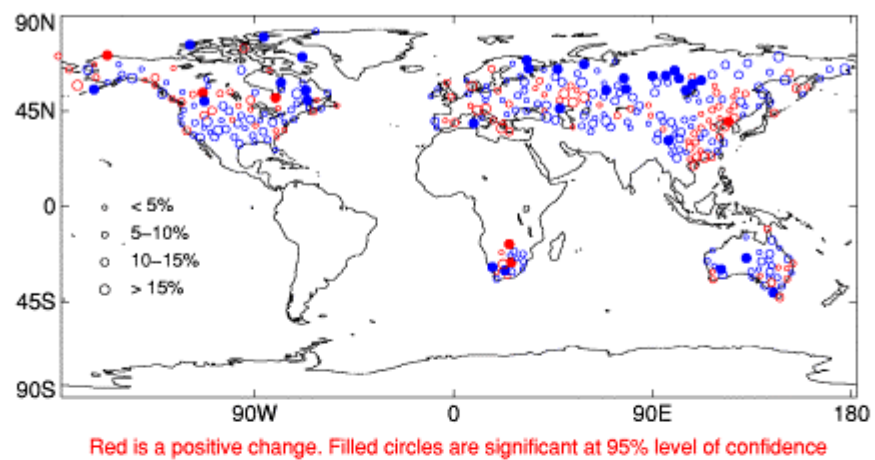 90N
45N
0
< 5%
5–10%
10–15%
> 15%
45S
90S
90W 0 90E 180
Red is a positive change. Filled circles are significant at 95% level of confidence